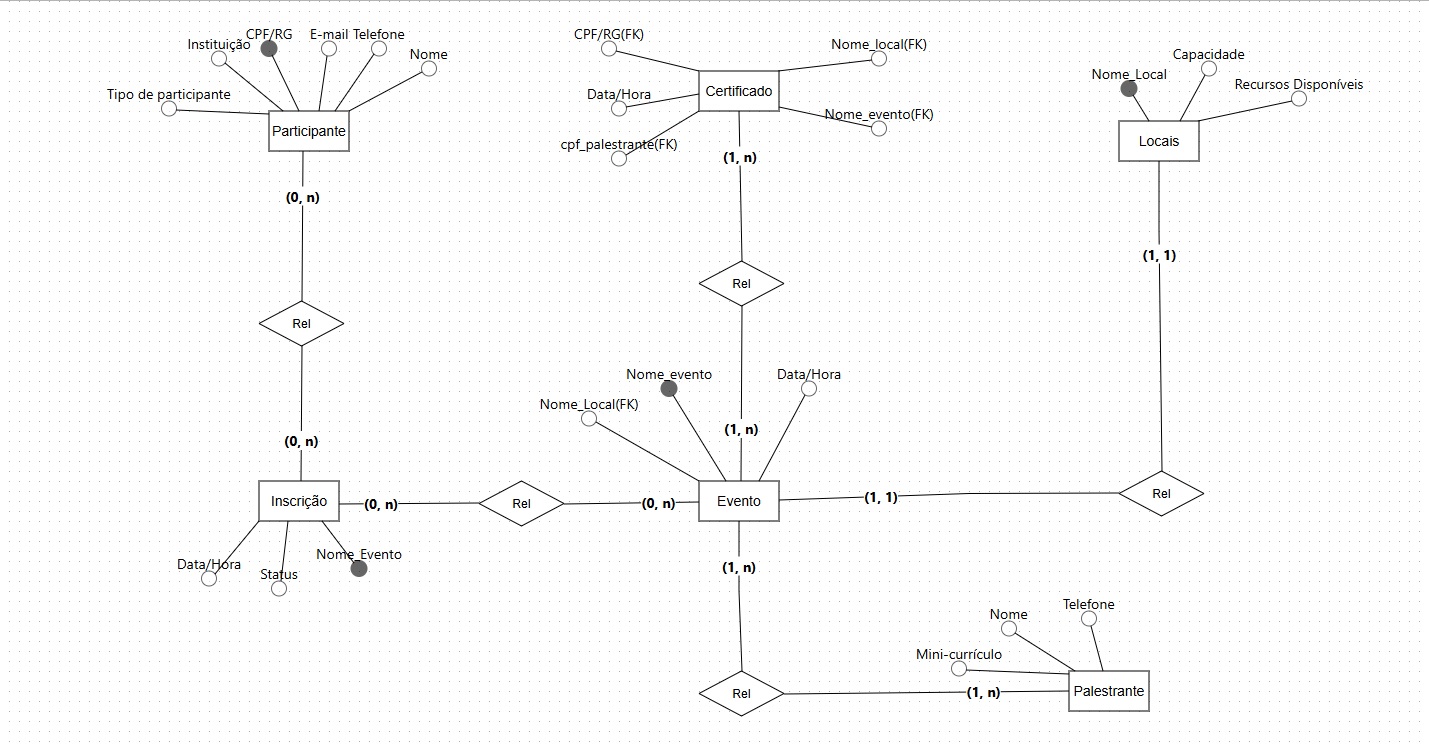 CPF/RG
E-mail
Telefone
Instituição
Nome
Tipo de participante
Participante
(0, n)
Rel
(0, n)
Inscrição
Data/Hora
Status
Nome_Evento
(0, n)
Rel
(0, n)
CPF/RG(FK)
Nome_local(FK)
Data/Hora
Certificado
Nome_evento(FK)
cpf_palestrante(FK)
(1, n)
Rel
(1, n)
Nome_evento
Data/Hora
Nome_Local(FK)
Evento
(1, 1)
Rel
(1, 1)
Capacidade
Nome_Local
Recursos Disponíveis
Locais
(1, n)
Rel
(1, n)
Telefone
Nome
Mini-currículo
Palestrante